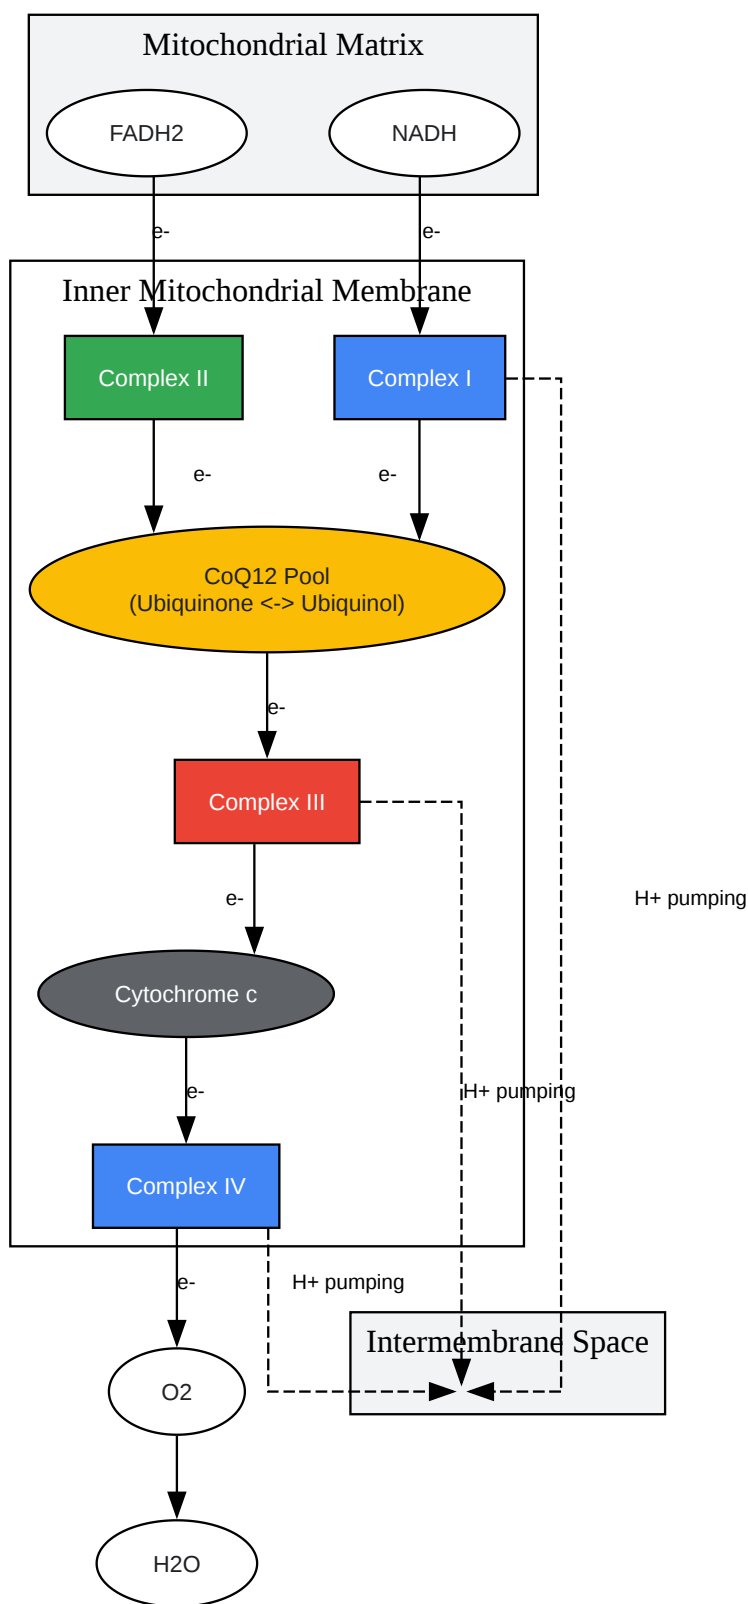 Mitochondrial Matrix
FADH2
NADH
e-
e-
Inner Mitochondrial Membrane
Complex II
Complex I
e-
e-
CoQ12 Pool
(Ubiquinone <-> Ubiquinol)
e-
Complex III
e-
H+ pumping
Cytochrome c
e-
H+ pumping
Complex IV
e-
H+ pumping
Intermembrane Space
O2
H2O